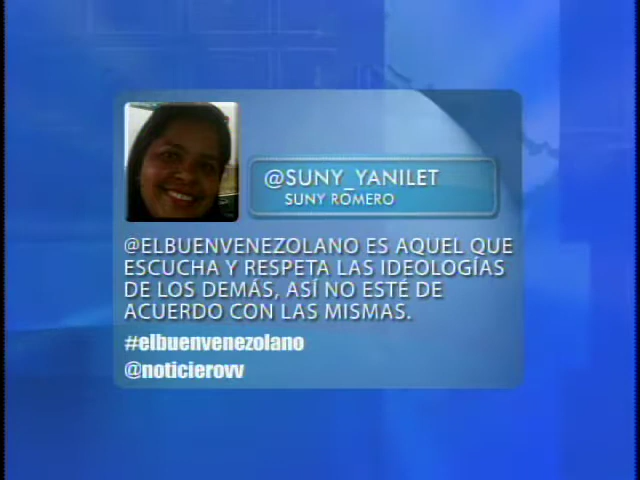 @SUNY_YANILET
SUNY ROMERO
@ELBUENVENEZOLANO ES AQUEL QUE
ESCUCHA Y RESPETA LAS IDEOLOGÍAS
DE LOS DEMÁS, ASÍ NO ESTÉ DE
ACUERDO CON LAS MISMAS.
#elbuenvenezolano
@noticierovv